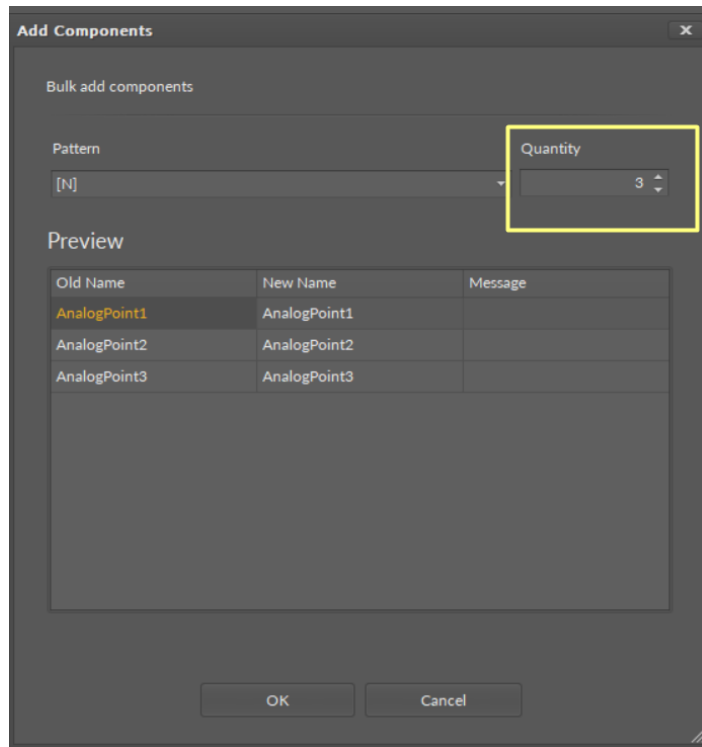 Add Components
Bulk add components
Pattern Quantity
[N] 3
Preview
Old Name New Name Message
AnalogPoint1 AnalogPoint1
AnalogPoint2 AnalogPoint2
AnalogPoint3 AnalogPoint3
OK Cancel